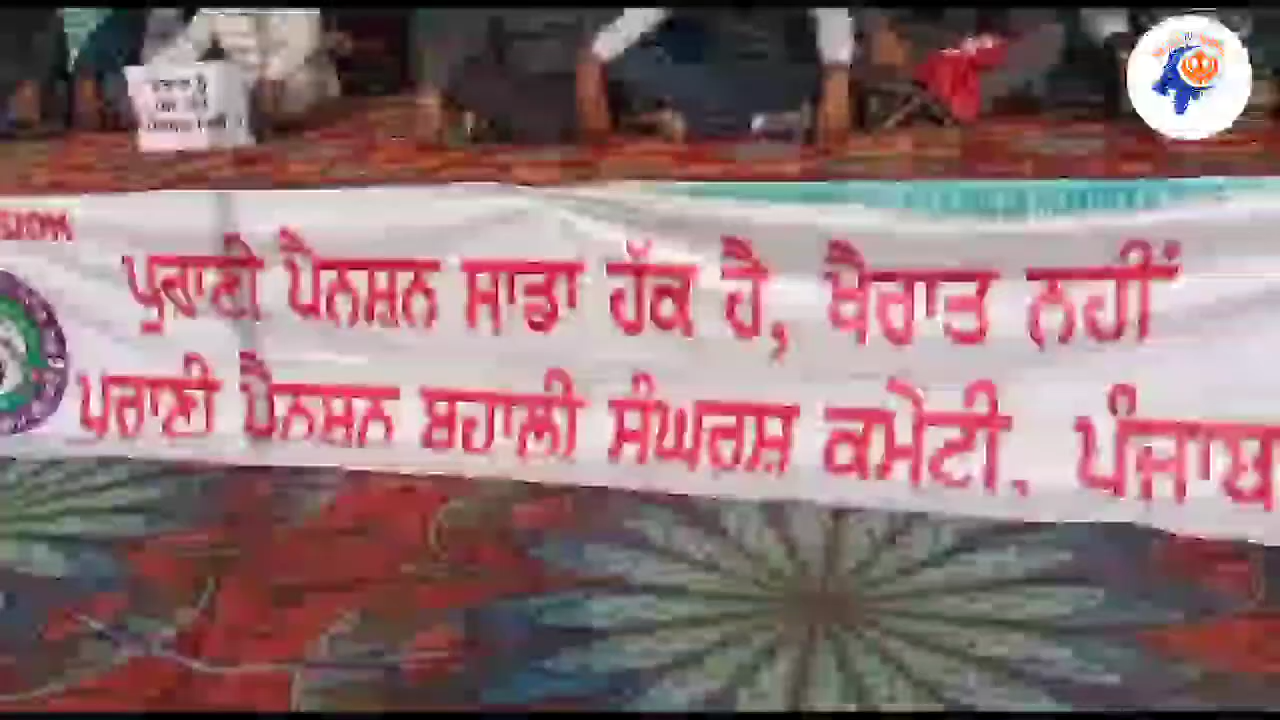 ਪੁਰਾਣੀ ਪੈਨਸ਼ਨ ਸਾਡਾ ਹੱਕ ਹੈ, ਖੈਰਾਤ ਨਹੀਂ
ਪੁਰਾਣੀ ਪੈਨਸ਼ਨ ਬਹਾਲੀ ਸੰਘਰਸ਼ ਕਮੇਟੀ. ਪੰਜਾਬ